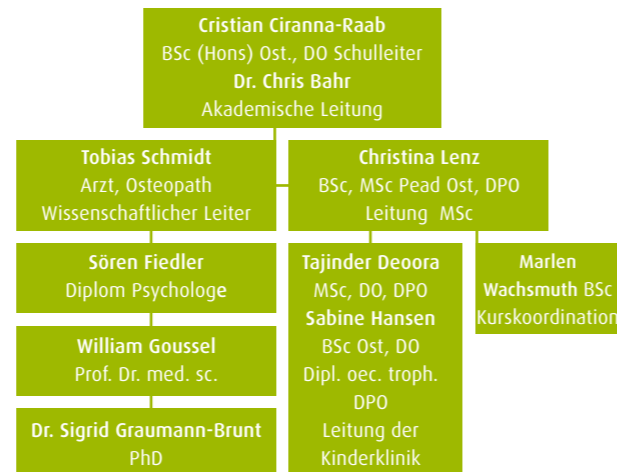 Cristian Ciranna-Raab
BSc (Hons) Ost., DO Schulleiter
Dr. Chris Bahr
Akademische Leitung
Tobias Schmidt
Arzt, Osteopath
Wissenschaftlicher Leiter
Christina Lenz
BSc, MSc Pead Ost, DPO
Leitung MSc
Sören Fiedler
Diplom Psychologe
William Goussel
Prof. Dr. med. sc.
Dr. Sigrid Graumann-Brunt
PhD
Tajinder Deoora
MSc, DO, DPO
Sabine Hansen
BSc Ost, DO
Dipl. oec. troph.
DPO
Leitung der
Kinderklinik
Marlen
Wachsmuth BSc
Kurskoordination